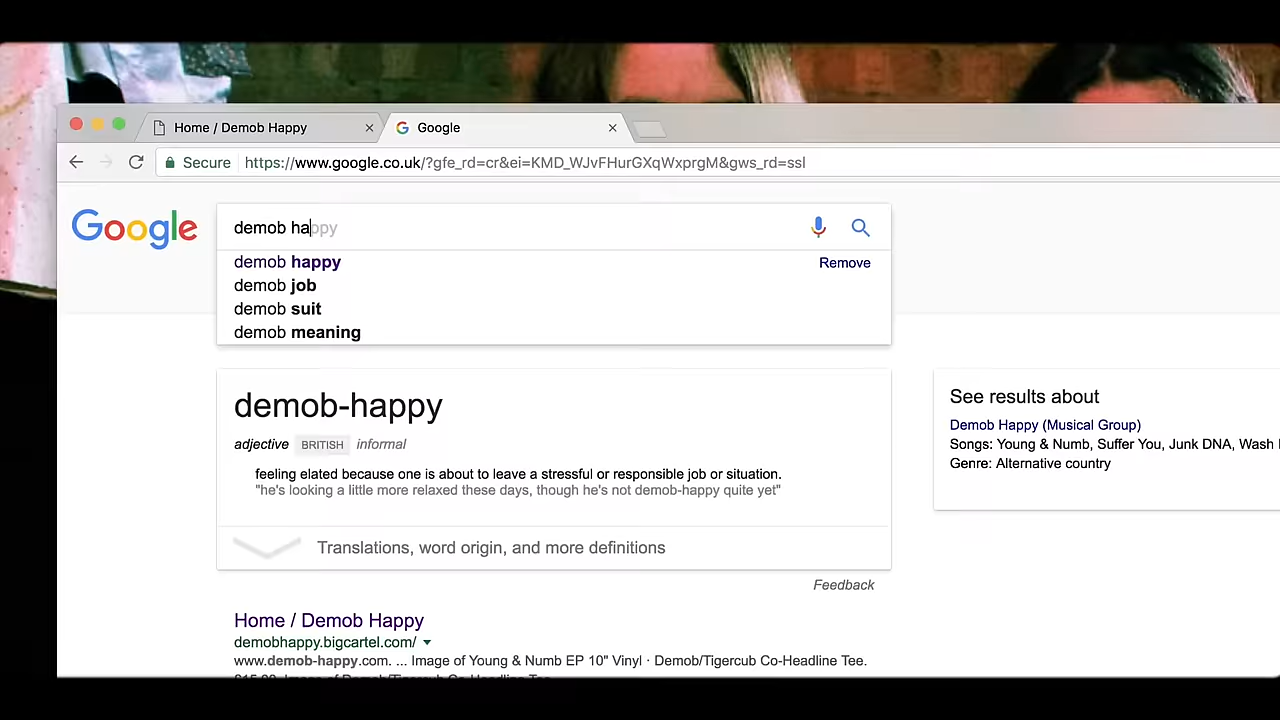 Home / Demob Happy
Google
Secure https://www.google.co.uk/?gfe_rd=cr&ei=KMD_WJvFHurGXqWxprgM&gws_rd=ssl
Google
demob happy
demob happy
Remove
demob job
demob suit
demob meaning
demob-happy
adjective BRITISH informal
feeling elated because one is about to leave a stressful or responsible job or situation.
"he's looking a little more relaxed these days, though he's not demob-happy quite yet"
Translations, word origin, and more definitions
Feedback
See results about
Demob Happy (Musical Group)
Songs: Young & Numb, Suffer You, Junk DNA, Wash
Genre: Alternative country
Home / Demob Happy
demobhappy.bigcartel.com/
www.demob-happy.com. ... Image of Young & Numb EP 10" Vinyl · Demob/Tigercub Co-Headline Tee.